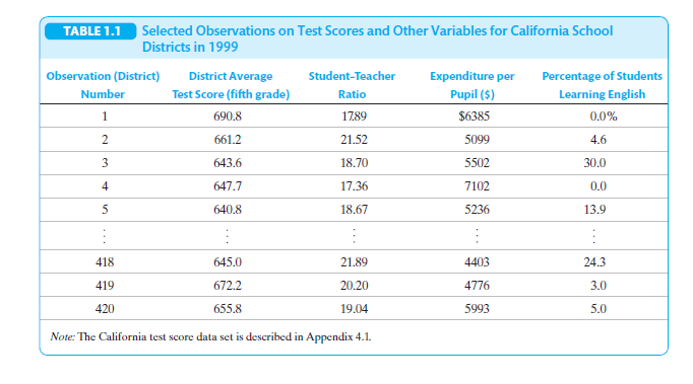 TABLE 1.1 Selected Observations on Test Scores and Other Variables for California School
Districts in 1999
Observation (District) District Average Student-Teacher Expenditure per Percentage of Students
Number Test Score (fifth grade) Ratio Pupil ($) Learning English
1 690.8 17.89 $6385 0.0%
2 661.2 21.52 5099 4.6
3 643.6 18.70 5502 30.0
4 647.7 17.36 7102 0.0
5 640.8 18.67 5236 13.9
⋮ ⋮ ⋮ ⋮ ⋮
418 645.0 21.89 4403 24.3
419 672.2 20.20 4776 3.0
420 655.8 19.04 5993 5.0
Note: The California test score data set is described in Appendix 4.1.